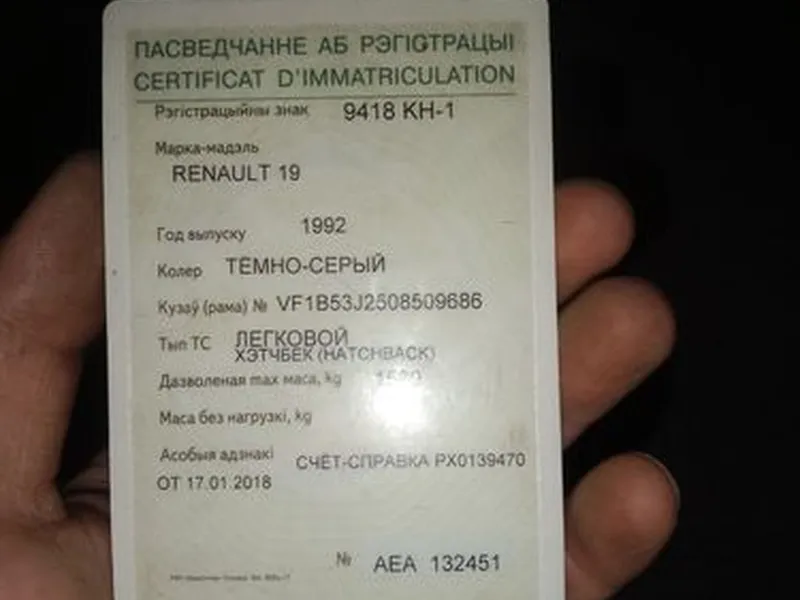 ПАСВЕДЧАННЕ АБ РЭГІСТРАЦЫІ
CERTIFICAT D'IMMATRICULATION
Рэгістрацыйны знак 9418 KH-1
Марка-мадэль
RENAULT 19
Год выпуску 1992
Колер ТЕМНО-СЕРЫЙ
Кузаў (рама) № VF1B53J2508509686
Тып ТС ЛЕГКОВОЙ
ХЭТЧБЕК (HATCHBACK)
Дазволеная max маса, kg
Маса без нагрузкі, kg
Асобыя адзнакі СЧЁТ-СПРАВКА РХ0139470
ОТ 17.01.2018
№ AEA 132451